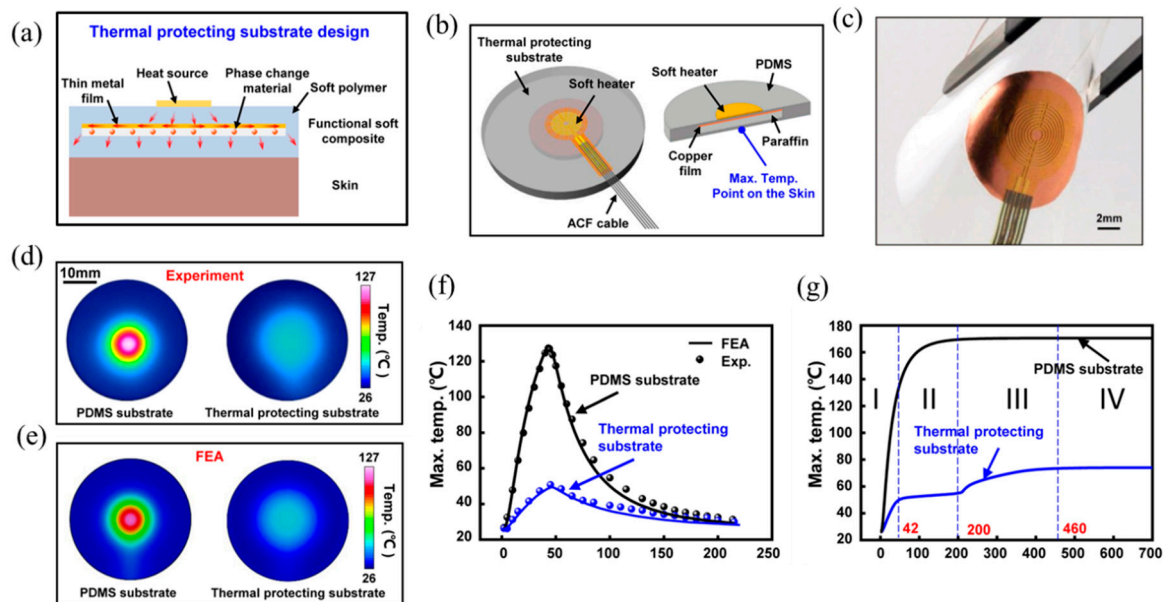 (a)
Thermal protecting substrate design
Heat source
Phase change
material
Thin metal
film
Soft polymer
Functional soft
composite
Skin
(b)
Thermal protecting
substrate
Soft heater
ACF cable
Soft heater
PDMS
Copper
film
Paraffin
Max. Temp.
Point on the Skin
(c)
2mm
(d)
10mm
Experiment
127
Temp. (℃)
26
PDMS substrate
Thermal protecting substrate
(e)
FEA
127
Temp. (℃)
26
PDMS substrate
Thermal protecting substrate
(f)
Max. temp. (℃)
140
120
100
80
60
40
20
0
50
100
150
200
250
FEA
Exp.
PDMS substrate
Thermal protecting
substrate
(g)
Max. temp. (℃)
180
160
140
120
100
80
60
40
20
PDMS substrate
I
II
III
IV
Thermal protecting
substrate
42
200
460
0
100
200
300
400
500
600
700